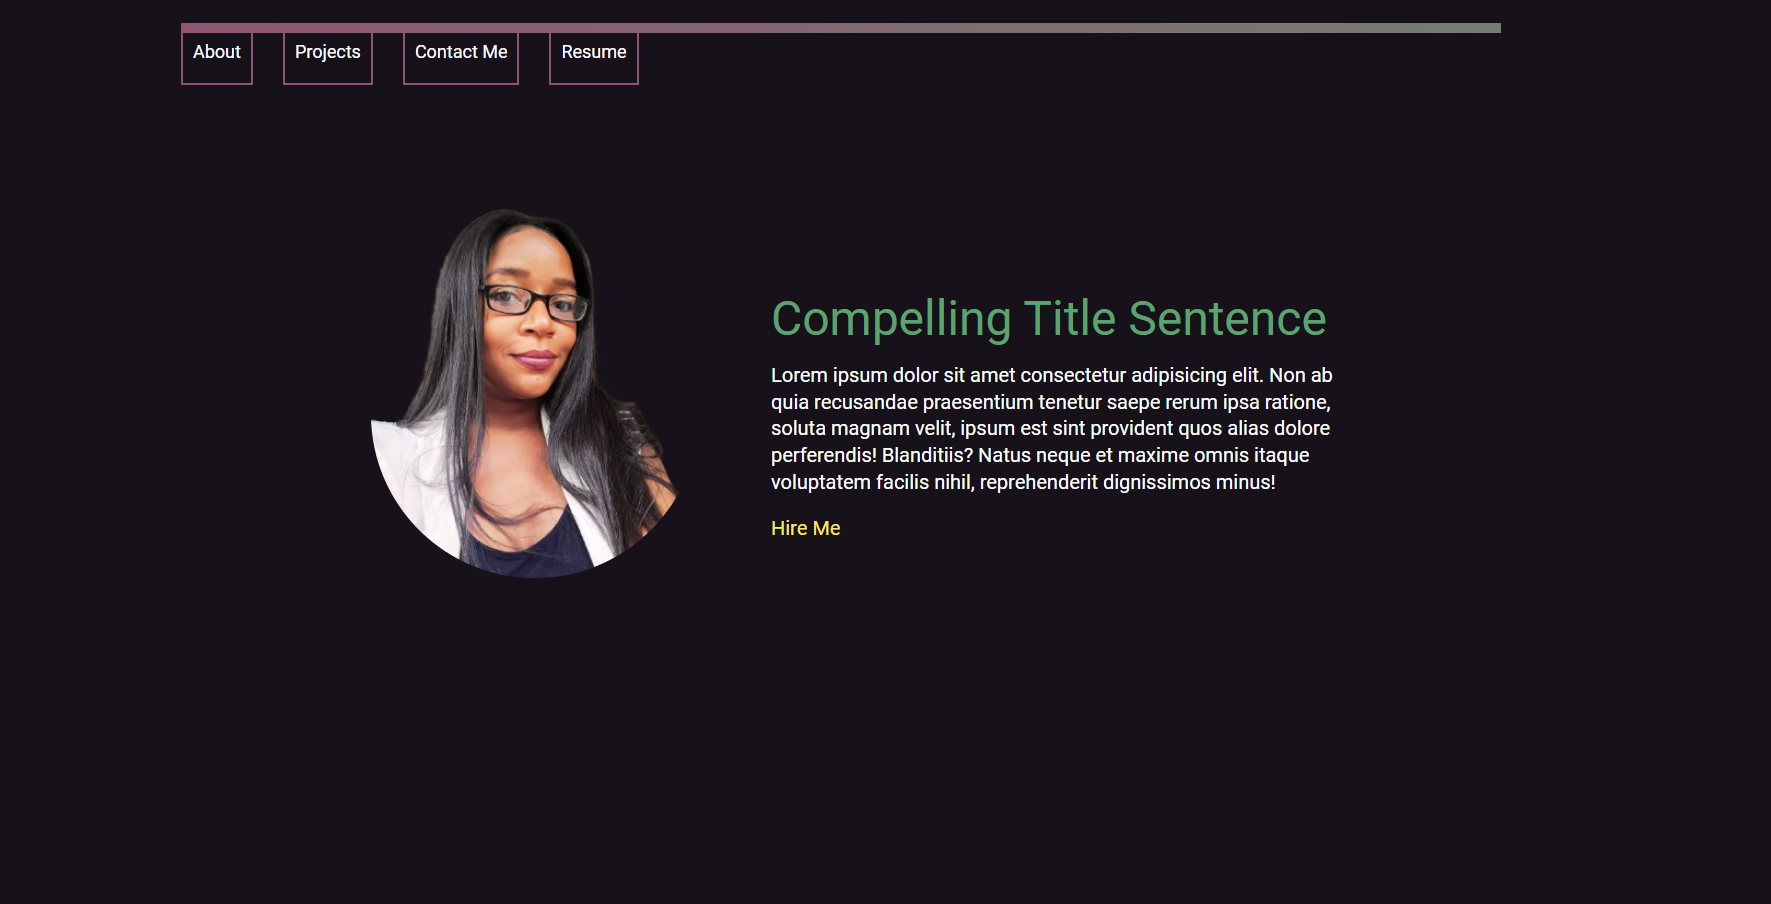 About Projects Contact Me Resume
Compelling Title Sentence
Lorem ipsum dolor sit amet consectetur adipisicing elit. Non ab
quia recusandae praesentium tenetur saepe rerum ipsa ratione,
soluta magnam velit, ipsum est sint provident quos alias dolore
perferendis! Blanditiis? Natus neque et maxime omnis itaque
voluptatem facilis nihil, reprehenderit dignissimos minus!
Hire Me